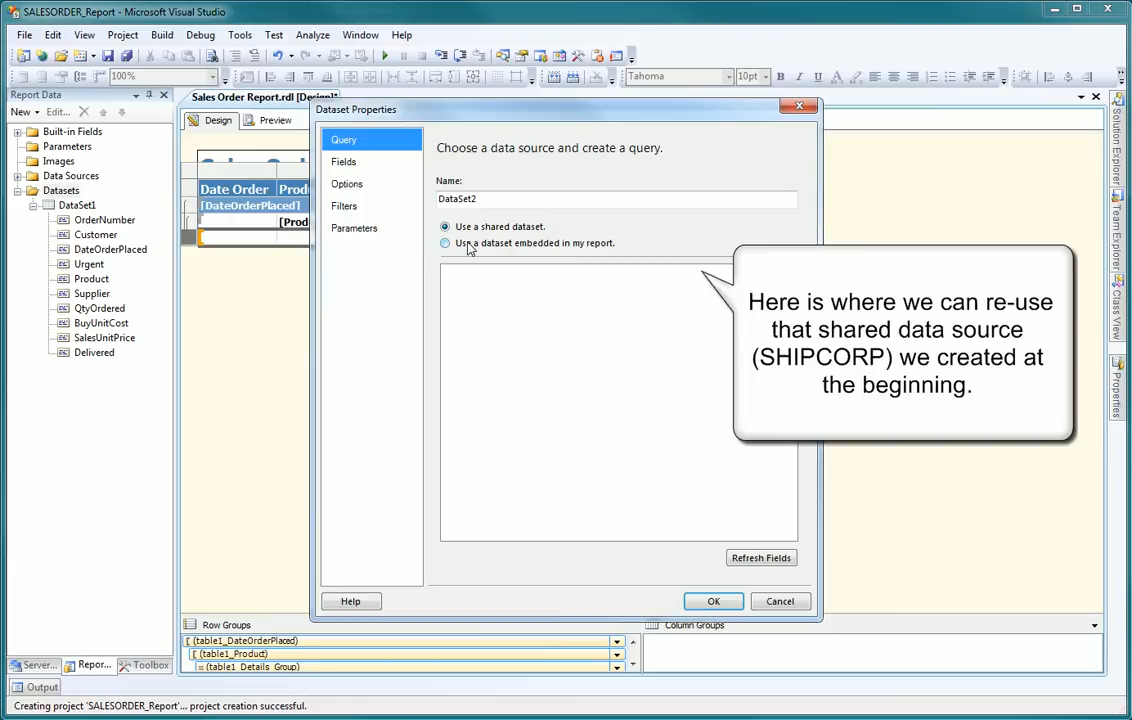 SALESORDER_Report - Microsoft Visual Studio
File Edit View Project Build Debug Tools Test Analyze Window Help
100% Tahoma 10pt B I U A
Report Data
Sales Order Report.rdl [Design]*
New Edit...
Design Preview
Built-in Fields
Parameters
Images
Data Sources
Datasets
DataSet1
OrderNumber
Customer
DateOrderPlaced
Urgent
Product
Supplier
QtyOrdered
BuyUnitCost
SalesUnitPrice
Delivered
Date Order Prod
[DateOrderPlaced]
[Prod
Dataset Properties
Query
Fields
Options
Filters
Parameters
Choose a data source and create a query.
Name:
DataSet2
Use a shared dataset.
Use a dataset embedded in my report.
Refresh Fields
Help OK Cancel
Here is where we can re-use
that shared data source
(SHIPCORP) we created at
the beginning.
Solution Explorer
Team Explorer
Class View
Properties
Row Groups Column Groups
[ (table1_DateOrderPlaced)
[ (table1_Product)
= (table1_Details_Group)
Server... Repor... Toolbox
Output
Creating project 'SALESORDER_Report'... project creation successful.